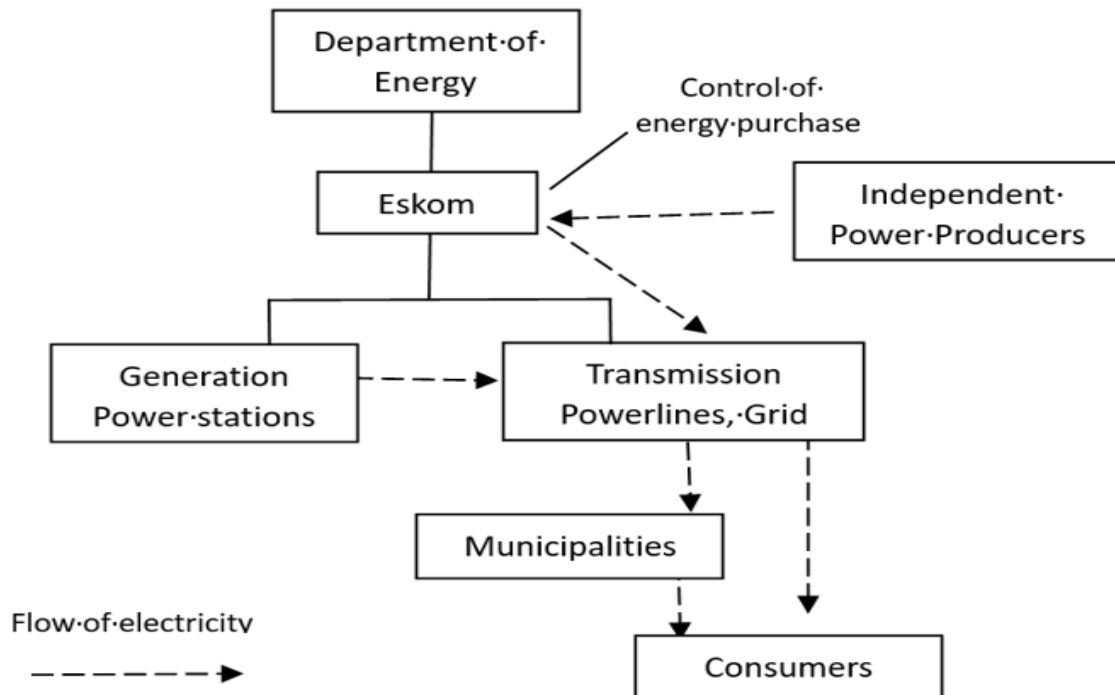 Department·of·
Energy
Control·of·
energy·purchase
Eskom
Independent·
Power·Producers
Generation
Power·stations
Transmission
Powerlines,·Grid
Municipalities
Flow·of·electricity
Consumers